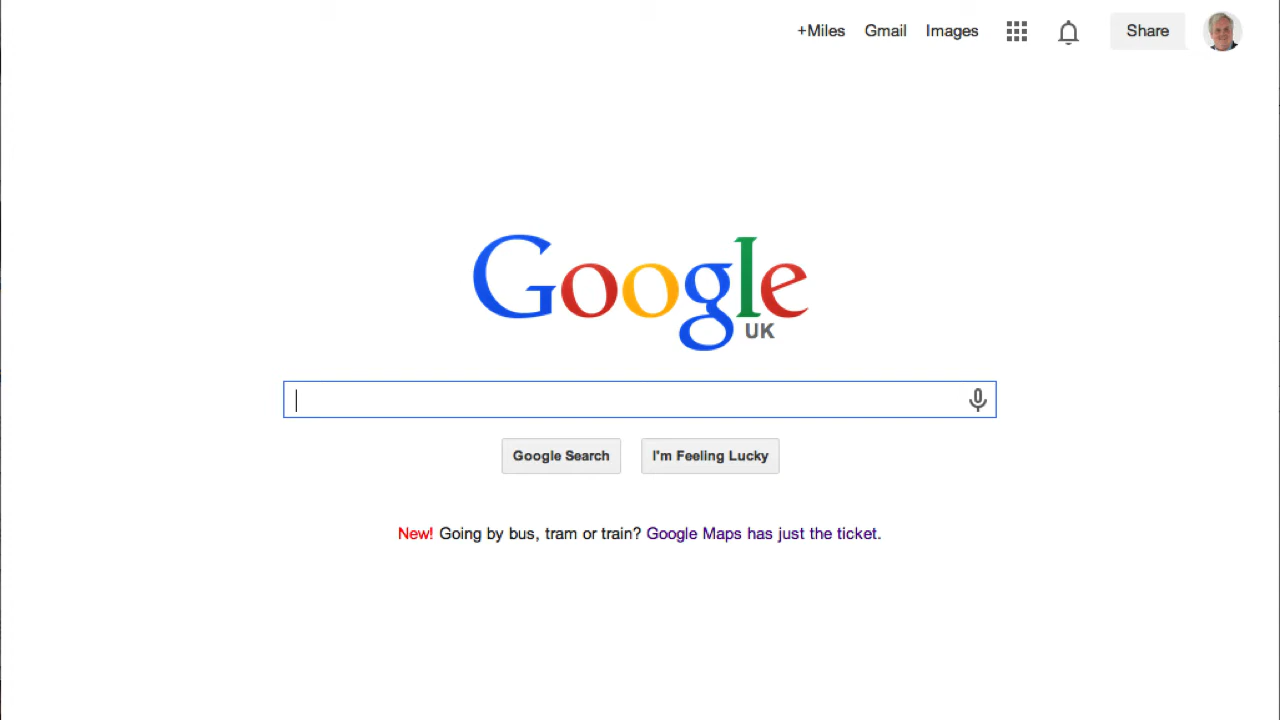 +Miles Gmail Images Share
Google
UK
Google Search I'm Feeling Lucky
New! Going by bus, tram or train? Google Maps has just the ticket.